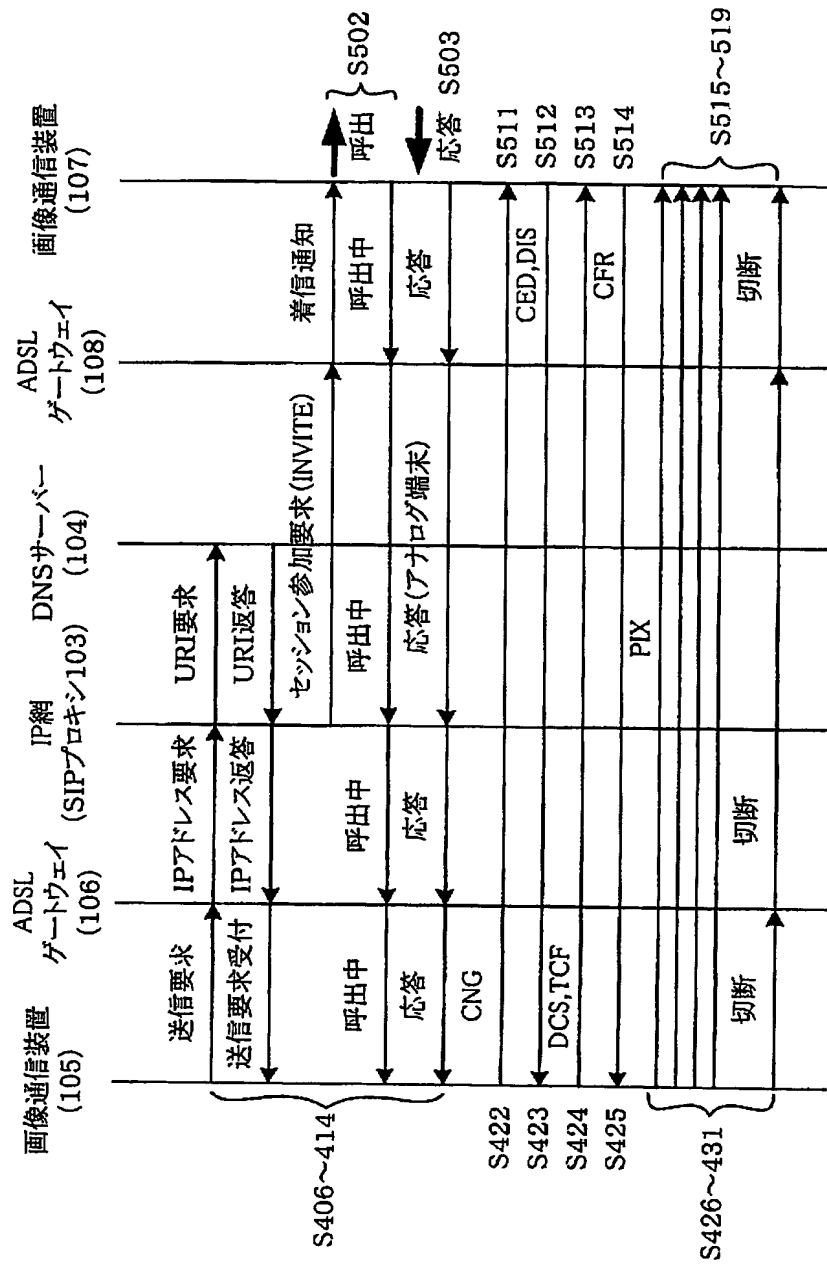 画像通信装置
(105)
ADSL
ゲートウェイ
(106)
IP網
(SIPプロキシ103)
DNSサーバー
(104)
ADSL
ゲートウェイ
(108)
画像通信装置
(107)
送信要求
IPアドレス要求
URI要求
送信要求受付
IPアドレス返答
URI返答
セッション参加要求(INVITE)
着信通知
呼出
S502
呼出中
呼出中
呼出中
呼出中
応答
応答
応答(アナログ端末)
応答
応答 S503
S406~414
CNG
S422
S511
CED,DIS
S423
S512
DCS,TCF
S424
S513
CFR
S425
S514
PIX
S426~431
S515~519
切断
切断
切断